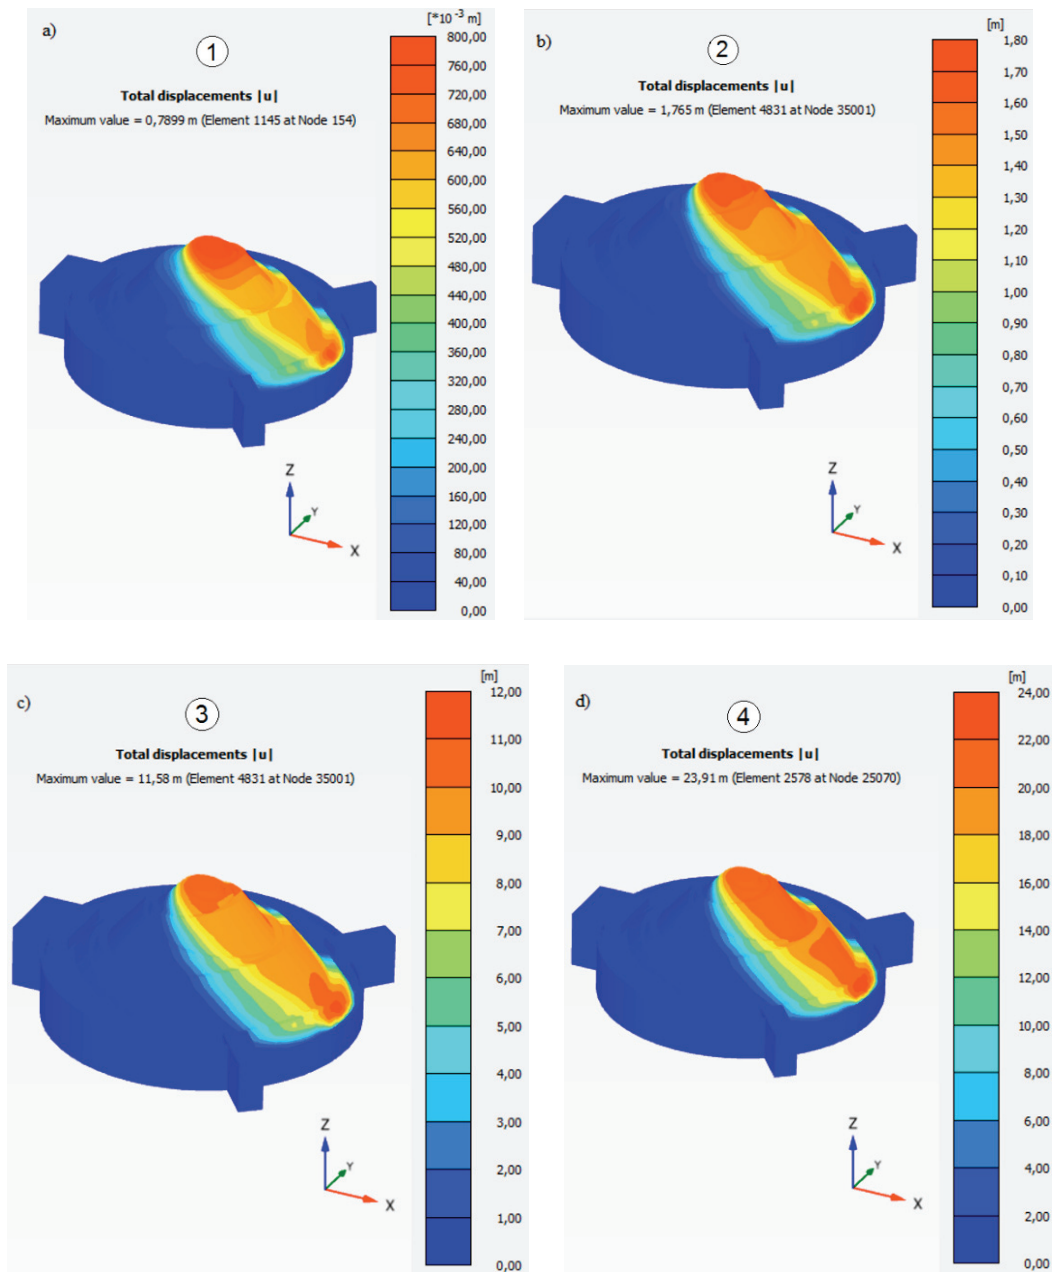 a)
1
Total displacements |u|
Maximum value = 0,7899 m (Element 1145 at Node 154)
[*10 -3 m]
800,00
760,00
720,00
680,00
640,00
600,00
560,00
520,00
480,00
440,00
400,00
360,00
320,00
280,00
240,00
200,00
160,00
120,00
80,00
40,00
0,00
Z
Y
X
b)
2
Total displacements |u|
Maximum value = 1,765 m (Element 4831 at Node 35001)
[m]
1,80
1,70
1,60
1,50
1,40
1,30
1,20
1,10
1,00
0,90
0,80
0,70
0,60
0,50
0,40
0,30
0,20
0,10
0,00
Z
Y
X
c)
3
Total displacements |u|
Maximum value = 11,58 m (Element 4831 at Node 35001)
[m]
12,00
11,00
10,00
9,00
8,00
7,00
6,00
5,00
4,00
3,00
2,00
1,00
0,00
Z
Y
X
d)
4
Total displacements |u|
Maximum value = 23,91 m (Element 2578 at Node 25070)
[m]
24,00
22,00
20,00
18,00
16,00
14,00
12,00
10,00
8,00
6,00
4,00
2,00
0,00
Z
Y
X